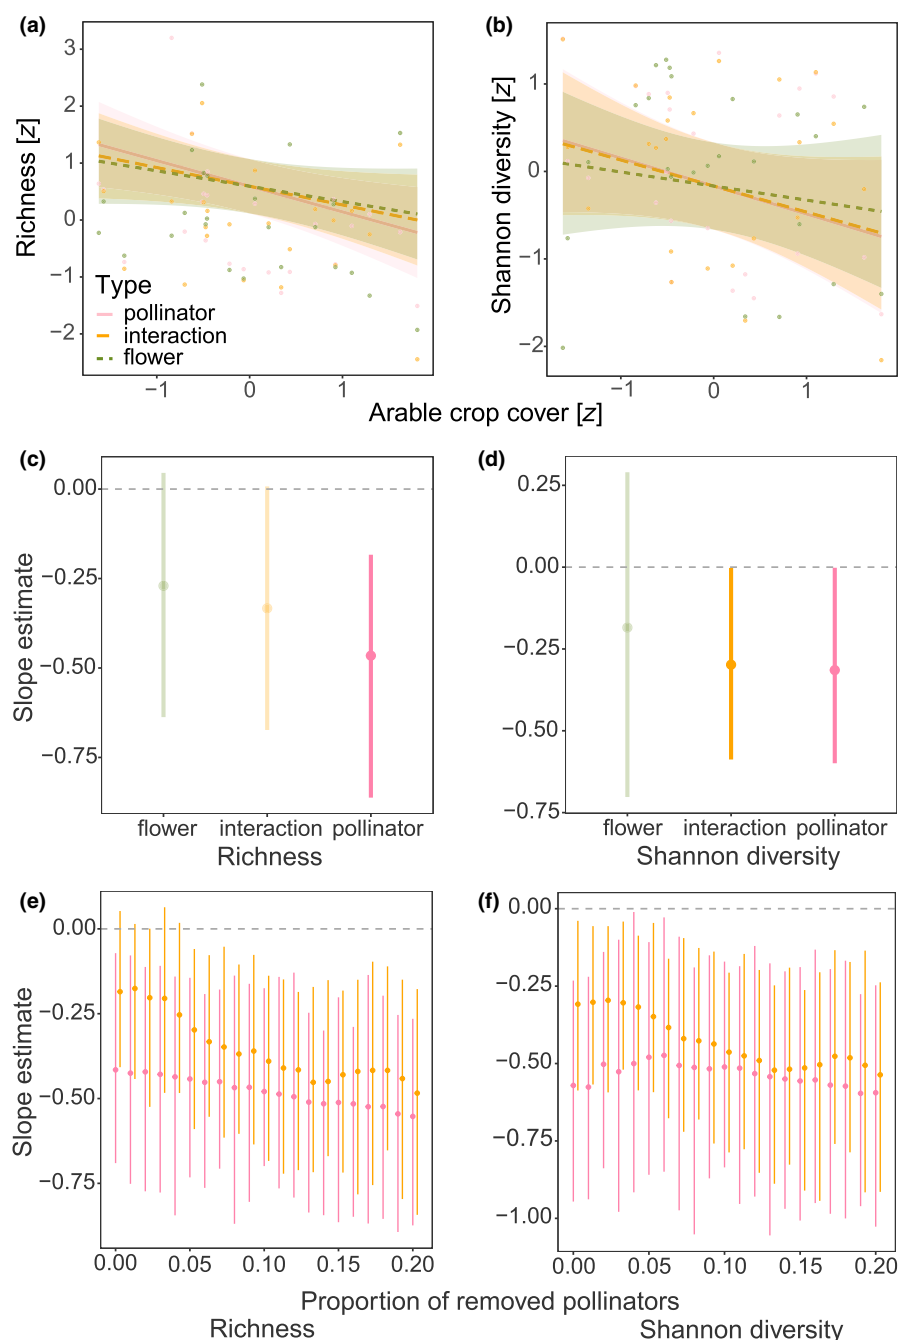 (a)
(b)
3
2
1
0
−1
−2
Richness [z]
Type
pollinator
interaction
flower
−1
0
1
1
0
−1
−2
Shannon diversity [z]
−1
0
1
Arable crop cover [z]
(c)
(d)
0.00
−0.25
−0.50
−0.75
Slope estimate
flower
interaction
pollinator
Richness
0.25
0.00
−0.25
−0.50
−0.75
flower
interaction
pollinator
Shannon diversity
(e)
(f)
0.00
−0.25
−0.50
−0.75
Slope estimate
0.00
0.05
0.10
0.15
0.20
0.00
−0.25
−0.50
−0.75
−1.00
0.00
0.05
0.10
0.15
0.20
Proportion of removed pollinators
Richness
Shannon diversity